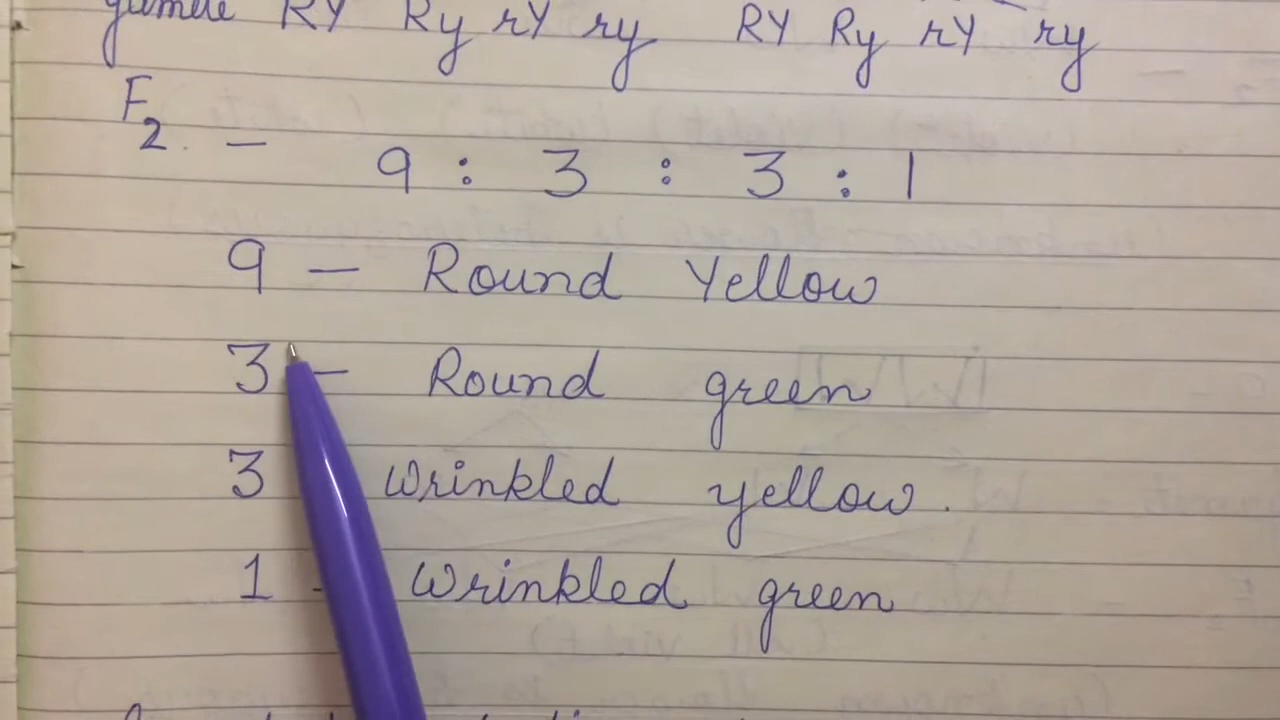 gamete RY Ry rY ry RY Ry rY ry
F2. — 9 : 3 : 3 : 1
9 — Round Yellow
3 — Round green
3 Wrinkled yellow.
1 - Wrinkled green